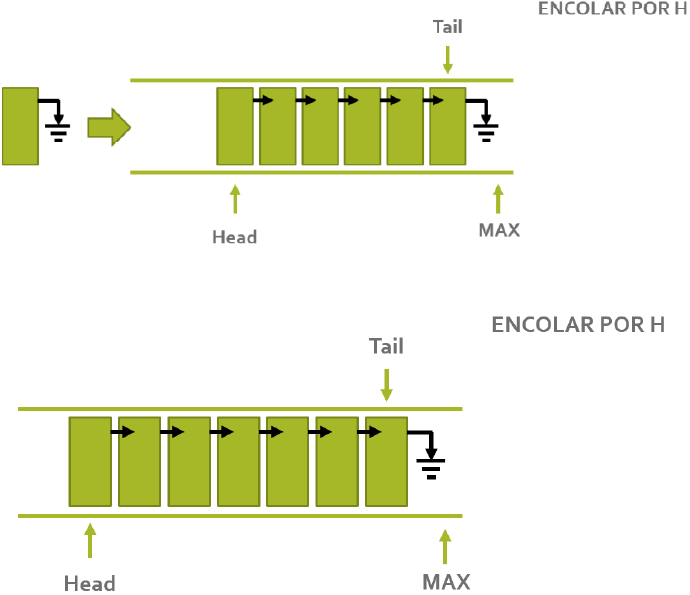 ENCOLAR POR H
Tail
Head
MAX
ENCOLAR POR H
Tail
Head
MAX